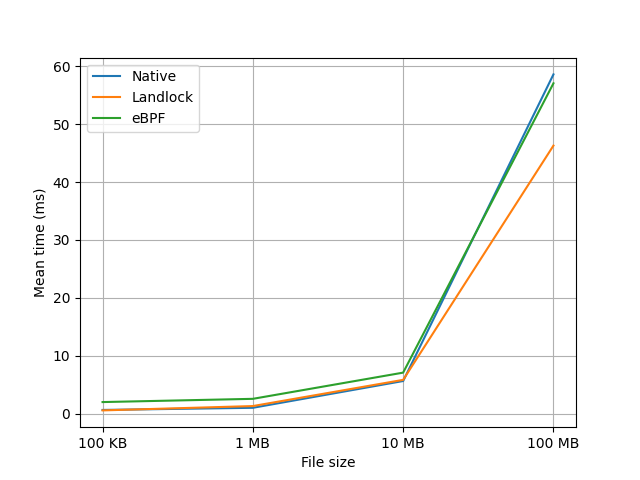 60
50
40
30
20
10
0
Mean time (ms)
Native
Landlock
eBPF
100 KB
1 MB
10 MB
100 MB
File size